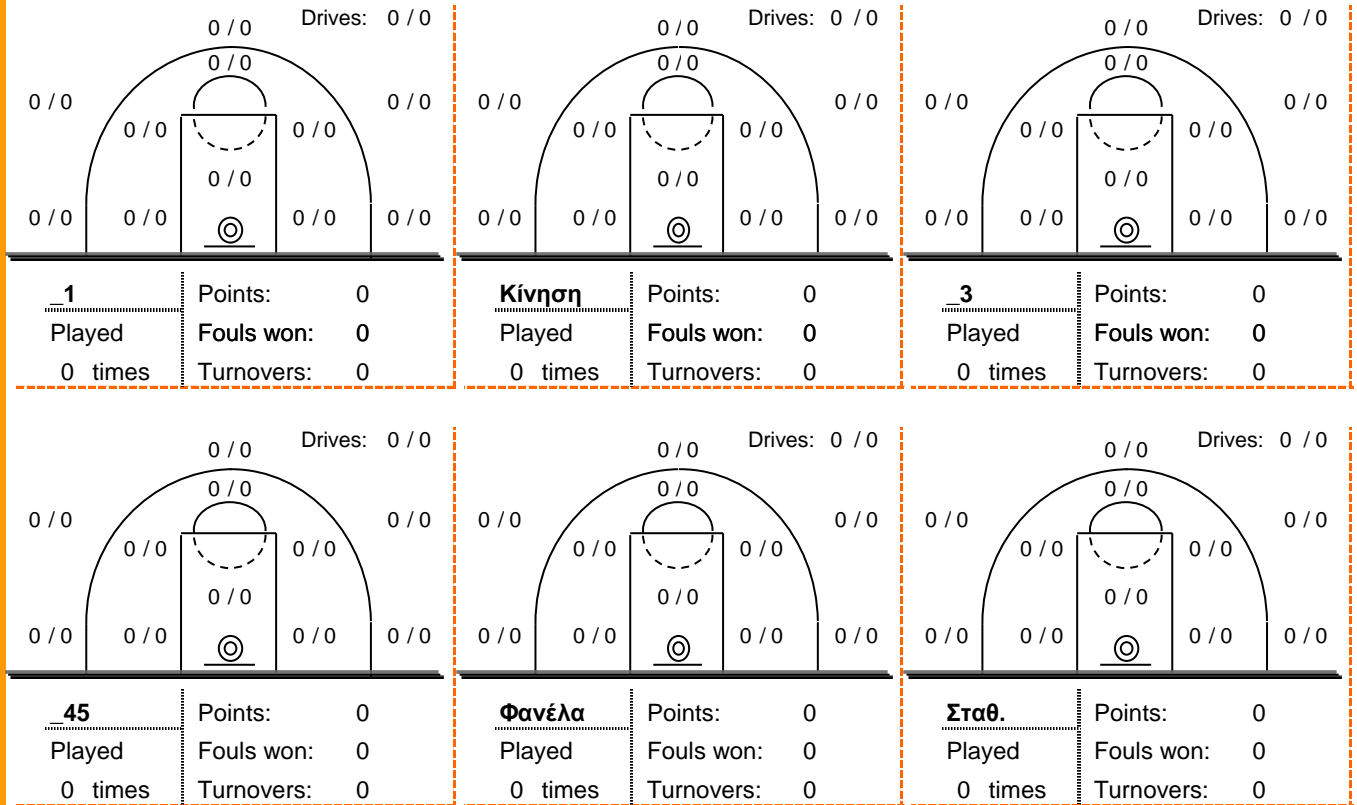 Drives: 0 / 0
0 / 0
0 / 0
0 / 0 0 / 0
0 / 0 0 / 0
0 / 0
0 / 0 0 / 0 0 / 0 0 / 0
_1
Played
0 times
Points: 0
Fouls won: 0
Turnovers: 0
Drives: 0 / 0
0 / 0
0 / 0
0 / 0 0 / 0
0 / 0 0 / 0
0 / 0
0 / 0 0 / 0 0 / 0 0 / 0
Κίνηση
Played
0 times
Points: 0
Fouls won: 0
Turnovers: 0
Drives: 0 / 0
0 / 0
0 / 0
0 / 0 0 / 0
0 / 0 0 / 0
0 / 0
0 / 0 0 / 0 0 / 0 0 / 0
_3
Played
0 times
Points: 0
Fouls won: 0
Turnovers: 0
Drives: 0 / 0
0 / 0
0 / 0
0 / 0 0 / 0
0 / 0 0 / 0
0 / 0
0 / 0 0 / 0 0 / 0 0 / 0
_45
Played
0 times
Points: 0
Fouls won: 0
Turnovers: 0
Drives: 0 / 0
0 / 0
0 / 0
0 / 0 0 / 0
0 / 0 0 / 0
0 / 0
0 / 0 0 / 0 0 / 0 0 / 0
Φανέλα
Played
0 times
Points: 0
Fouls won: 0
Turnovers: 0
Drives: 0 / 0
0 / 0
0 / 0
0 / 0 0 / 0
0 / 0 0 / 0
0 / 0
0 / 0 0 / 0 0 / 0 0 / 0
Σταθ.
Played
0 times
Points: 0
Fouls won: 0
Turnovers: 0